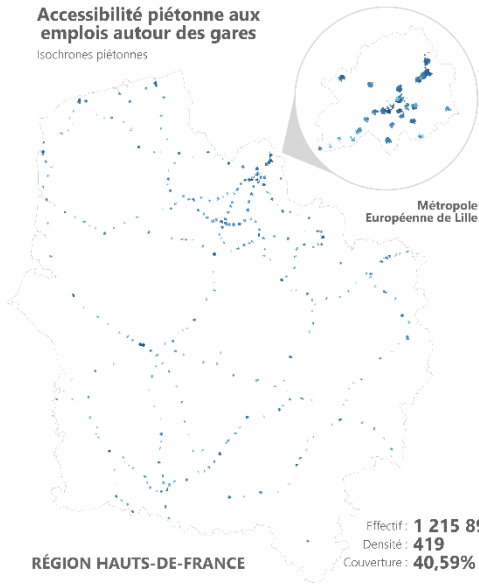 Accessibilité piétonne aux
emplois autour des gares
Isochrones piétonnes
Métropole
Européenne de Lille
Effectif : 1 215 89
Densité : 419
Couverture : 40,59%
RÉGION HAUTS-DE-FRANCE